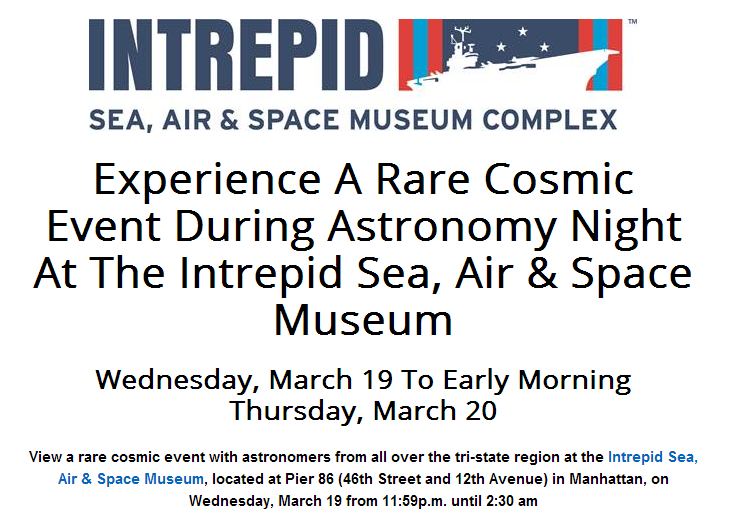 INTREPID ™
SEA, AIR & SPACE MUSEUM COMPLEX
Experience A Rare Cosmic
Event During Astronomy Night
At The Intrepid Sea, Air & Space
Museum
Wednesday, March 19 To Early Morning
Thursday, March 20
View a rare cosmic event with astronomers from all over the tri-state region at the Intrepid Sea,
Air & Space Museum, located at Pier 86 (46th Street and 12th Avenue) in Manhattan, on
Wednesday, March 19 from 11:59p.m. until 2:30 am